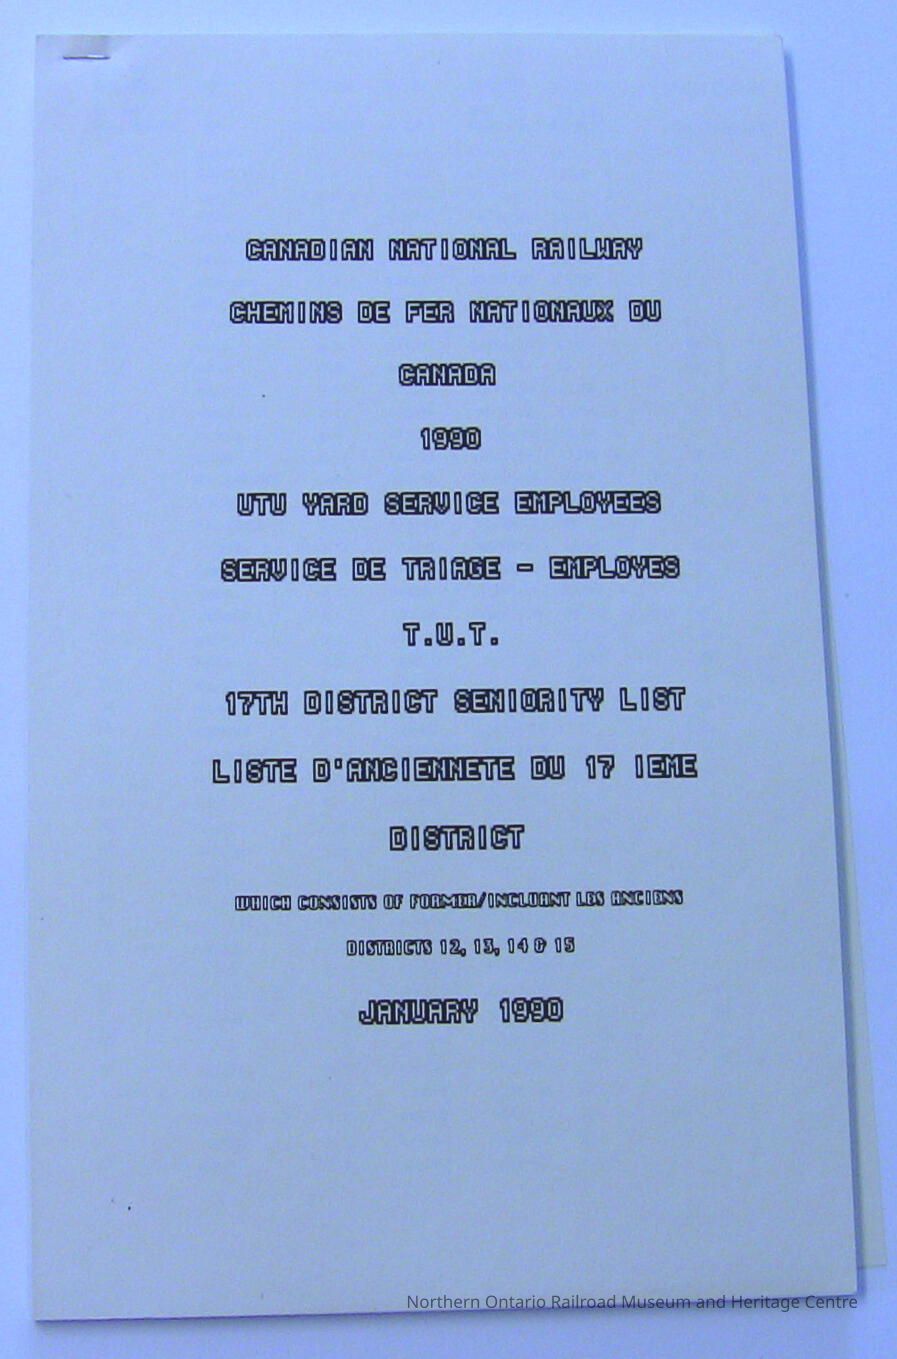 CANADIAN NATIONAL RAILWAY
CHEMINS DE FER NATIONAUX DU
CANADA
1990
UTU YARD SERVICE EMPLOYEES
SERVICE DE TRIAGE - EMPLOYES
T.U.T.
17TH DISTRICT SENIORITY LIST
LISTE D'ANCIENNETE DU 17 IEME
DISTRICT
WHICH CONSISTS OF FORMER/INCLUANT LES ANCIENS
DISTRICTS 12, 13, 14 & 15
JANUARY 1990
Northern Ontario Railroad Museum and Heritage Centre